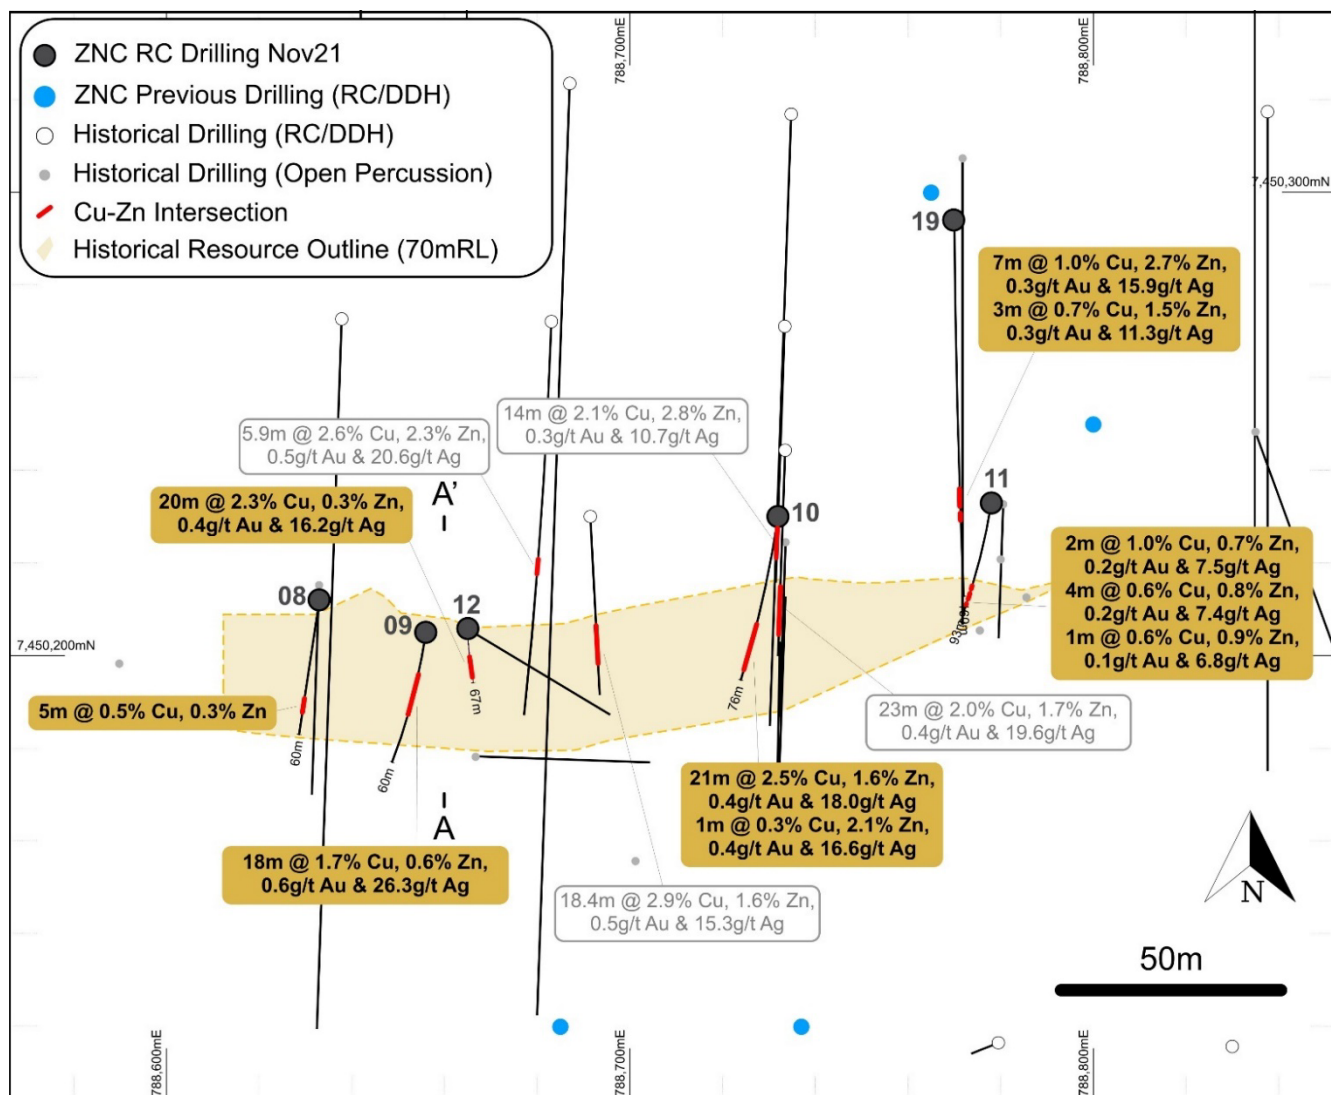 ZNC RC Drilling Nov21
ZNC Previous Drilling (RC/DDH)
Historical Drilling (RC/DDH)
Historical Drilling (Open Percussion)
Cu-Zn Intersection
Historical Resource Outline (70mRL)
788,700mE
788,800mE
7,450,300mN
19
7m @ 1.0% Cu, 2.7% Zn,
0.3g/t Au & 15.9g/t Ag
3m @ 0.7% Cu, 1.5% Zn,
0.3g/t Au & 11.3g/t Ag
14m @ 2.1% Cu, 2.8% Zn,
0.3g/t Au & 10.7g/t Ag
5.9m @ 2.6% Cu, 2.3% Zn,
0.5g/t Au & 20.6g/t Ag
A'
20m @ 2.3% Cu, 0.3% Zn,
0.4g/t Au & 16.2g/t Ag
11
10
2m @ 1.0% Cu, 0.7% Zn,
0.2g/t Au & 7.5g/t Ag
4m @ 0.6% Cu, 0.8% Zn,
0.2g/t Au & 7.4g/t Ag
1m @ 0.6% Cu, 0.9% Zn,
0.1g/t Au & 6.8g/t Ag
08
09
12
7,450,200mN
67m
76m
60m
60m
5m @ 0.5% Cu, 0.3% Zn
23m @ 2.0% Cu, 1.7% Zn,
0.4g/t Au & 19.6g/t Ag
21m @ 2.5% Cu, 1.6% Zn,
0.4g/t Au & 18.0g/t Ag
1m @ 0.3% Cu, 2.1% Zn,
0.4g/t Au & 16.6g/t Ag
A
18m @ 1.7% Cu, 0.6% Zn,
0.6g/t Au & 26.3g/t Ag
18.4m @ 2.9% Cu, 1.6% Zn,
0.5g/t Au & 15.3g/t Ag
N
50m
788,600mE
788,700mE
788,800mE